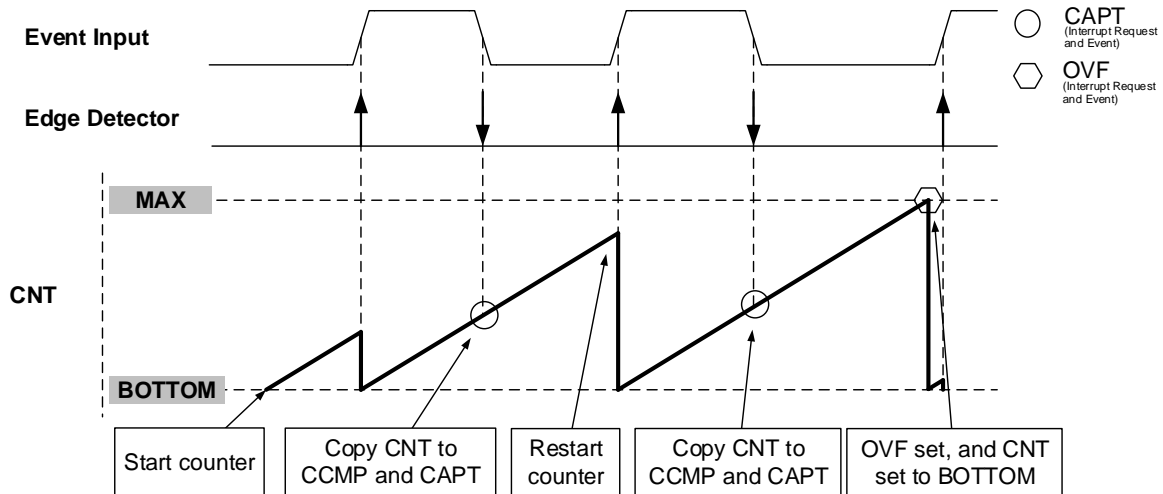 Event Input
CAPT
(Interrupt Request
and Event)
OVF
(Interrupt Request
and Event)
Edge Detector
MAX
CNT
BOTTOM
Start counter
Copy CNT to
CCMP and CAPT
Restart
counter
Copy CNT to
CCMP and CAPT
OVF set, and CNT
set to BOTTOM